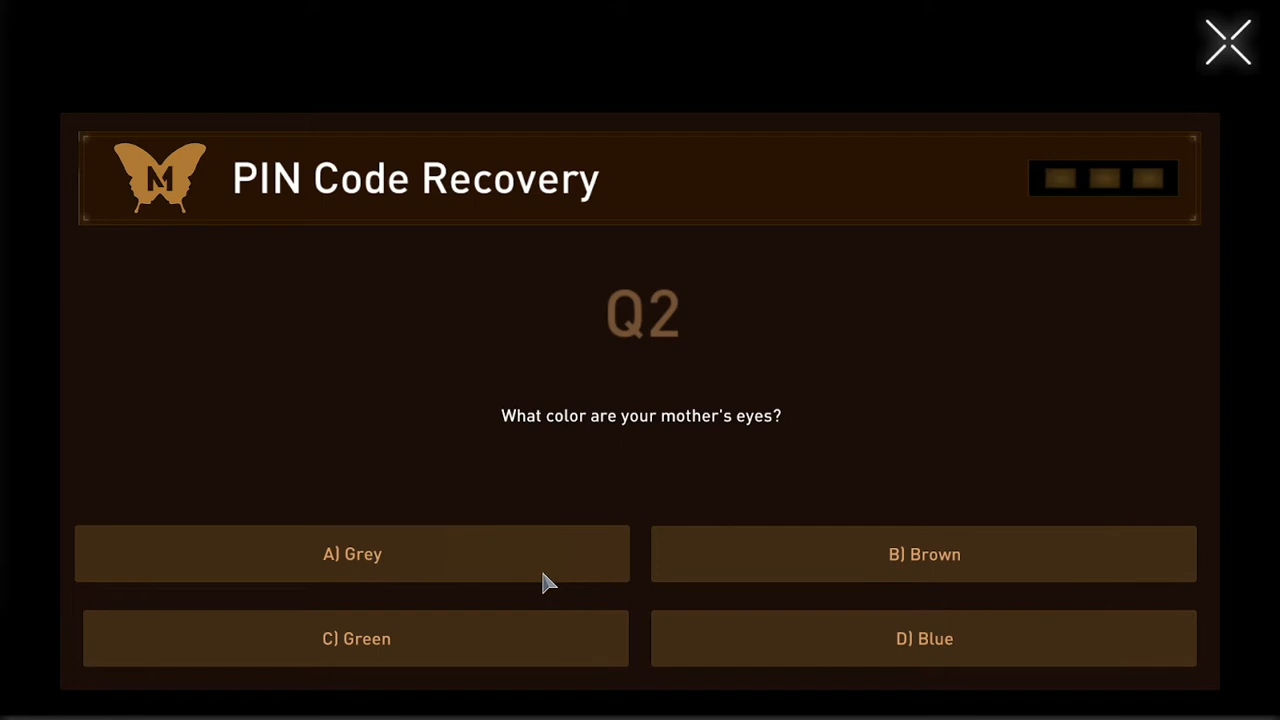 M
PIN Code Recovery
Q2
What color are your mother's eyes?
A) Grey
B) Brown
C) Green
D) Blue